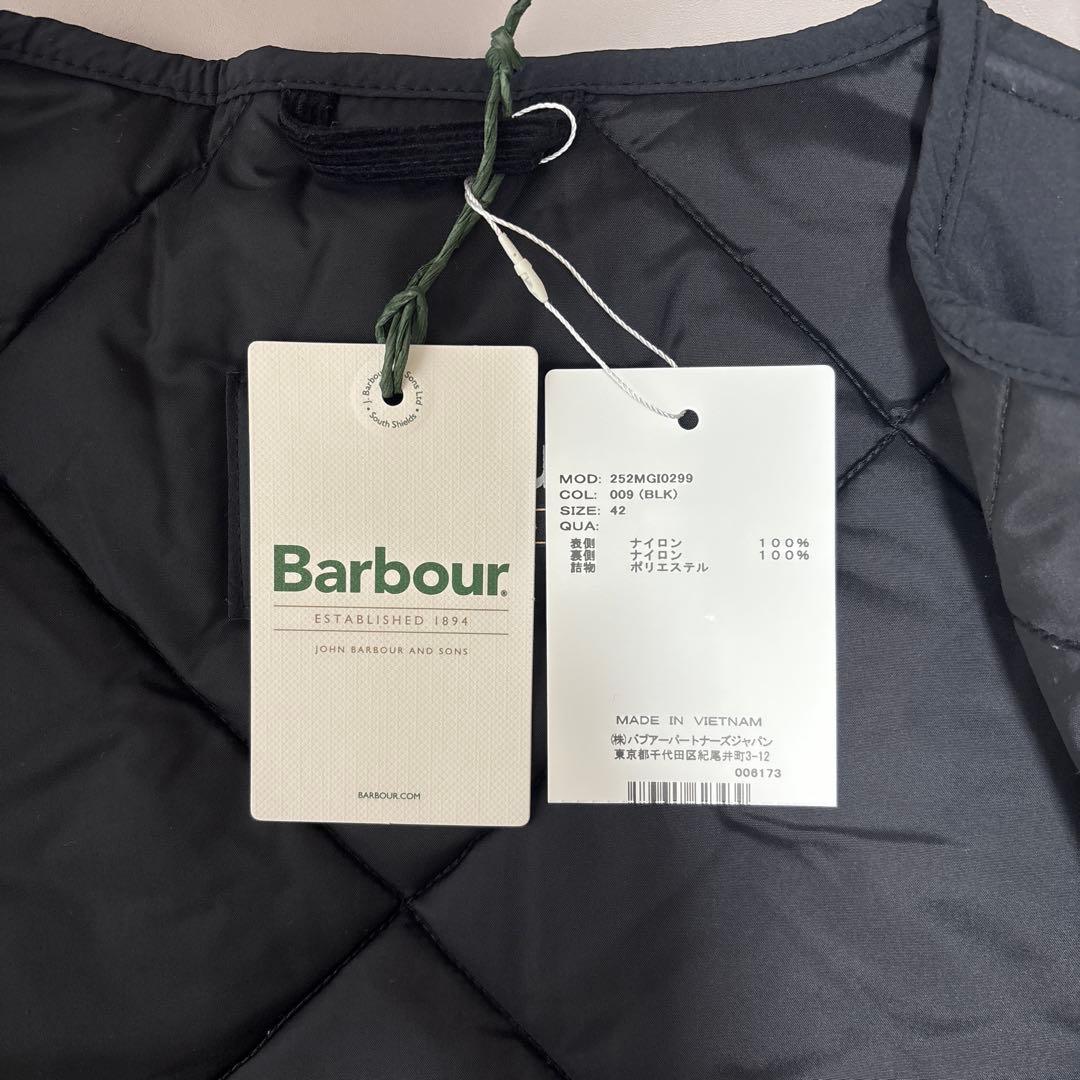 J. Barbour Sons Ltd
South Shields
Barbour®
ESTABLISHED 1894
JOHN BARBOUR AND SONS
BARBOUR.COM
MOD: 252MGI0299
COL: 009 (BLK)
SIZE: 42
QUA:
表側 ナイロン 100%
裏側 ナイロン 100%
詰物 ポリエステル
MADE IN VIETNAM
(株)バブアーパートナーズジャパン
東京都千代田区紀尾井町3-12
006173